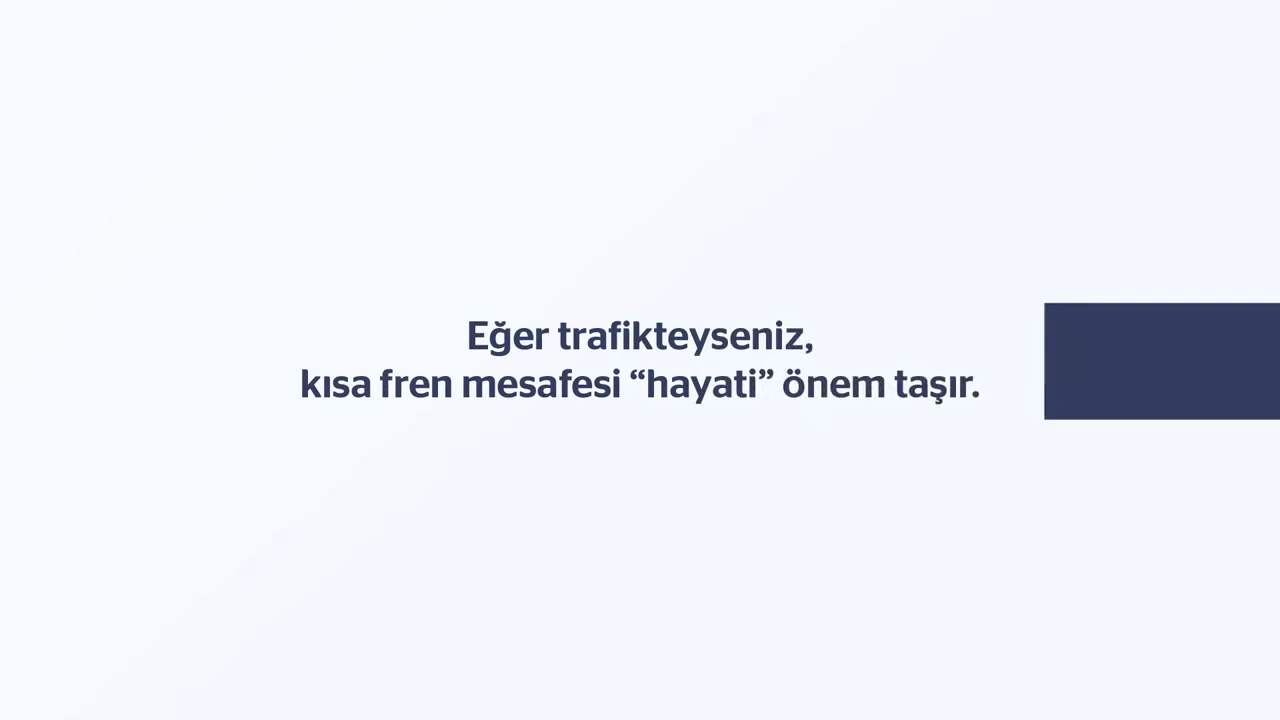 Eğer trafikteyseniz,
kısa fren mesafesi “hayati” önem taşır.